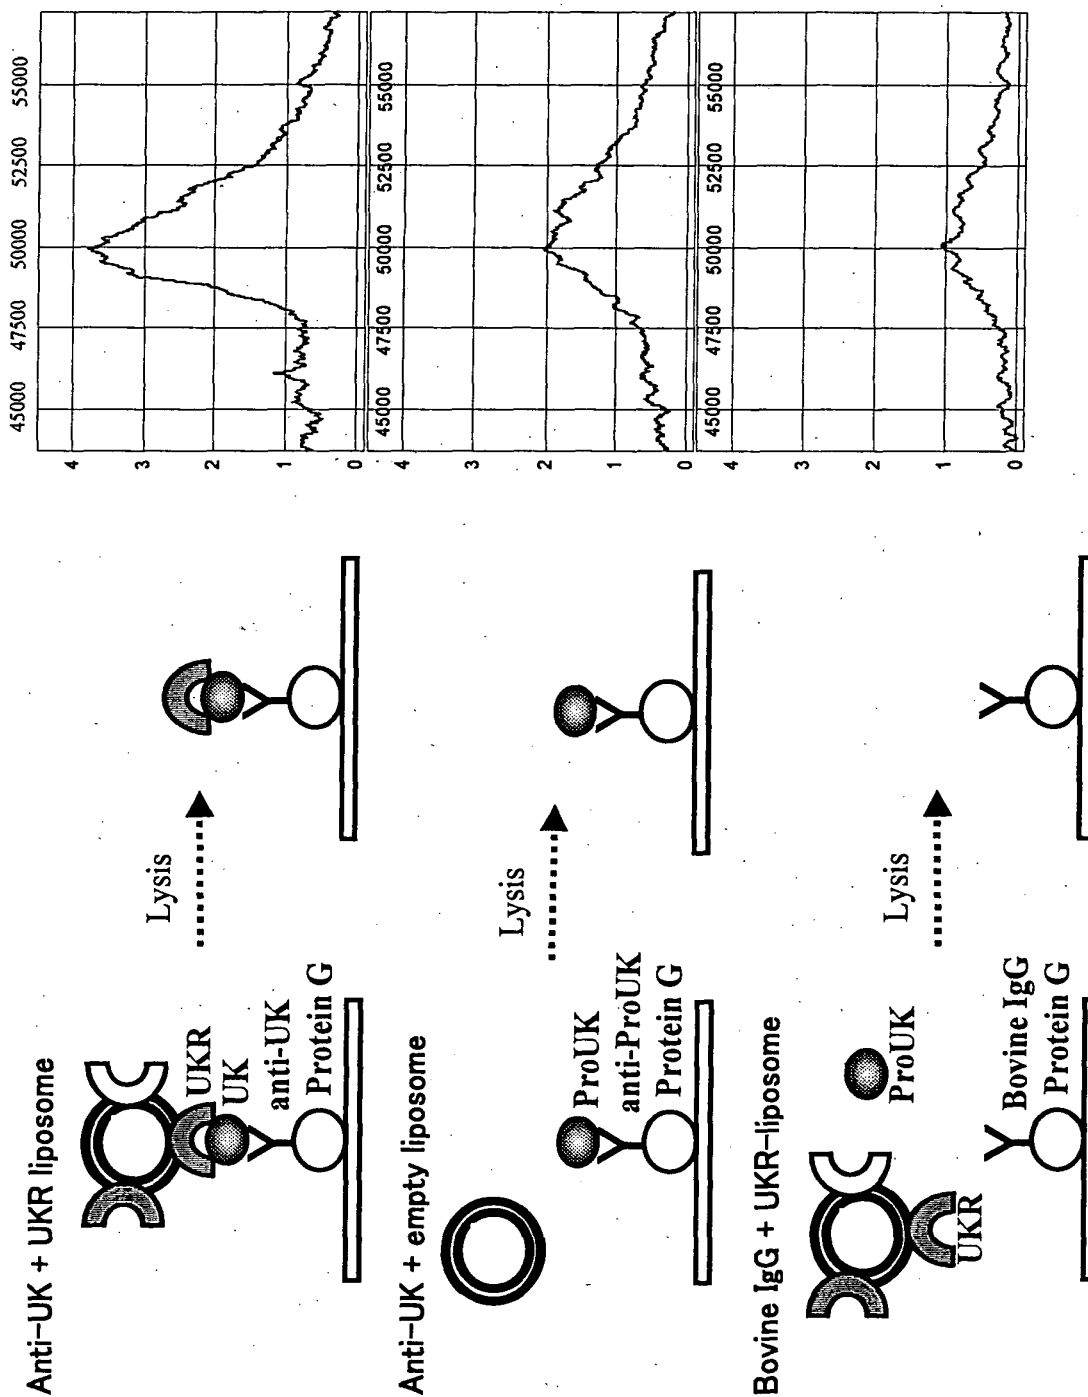 Anti-UK + UKR liposome
UKR
UK
anti-UK
Protein G
Lysis
45000 47500 50000 52500 55000
4
3
2
1
0
Anti-UK + empty liposome
ProUK
anti-ProUK
Protein G
Lysis
45000 47500 50000 52500 55000
4
3
2
1
0
Bovine IgG + UKR-liposome
UKR
ProUK
Bovine IgG
Protein G
Lysis
45000 47500 50000 52500 55000
4
3
2
1
0